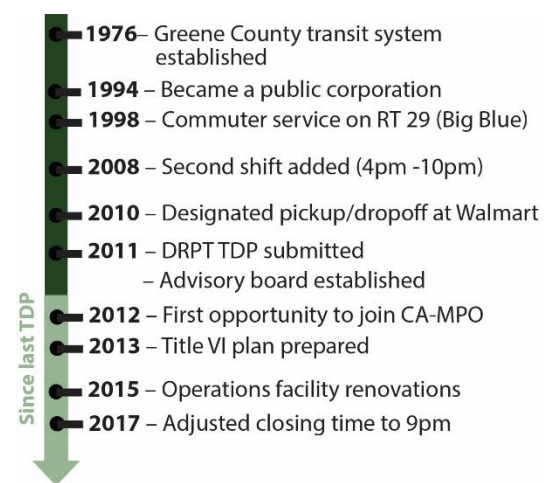 1976– Greene County transit system
established
1994 – Became a public corporation
1998 – Commuter service on RT 29 (Big Blue)
2008 – Second shift added (4pm -10pm)
2010 – Designated pickup/dropoff at Walmart
2011 – DRPT TDP submitted
– Advisory board established
2012 – First opportunity to join CA-MPO
2013 – Title VI plan prepared
2015 – Operations facility renovations
2017 – Adjusted closing time to 9pm
Since last TDP